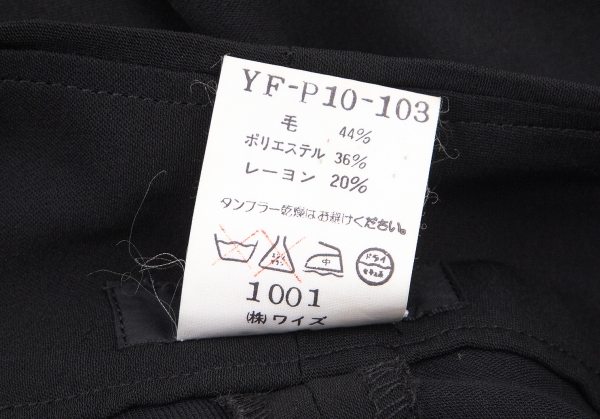 YF-P10-103
毛 44%
ポリエステル 36%
レーヨン 20%
タンブラー乾燥はお避けください。
中 ドライ
1001
㈱ワイズ